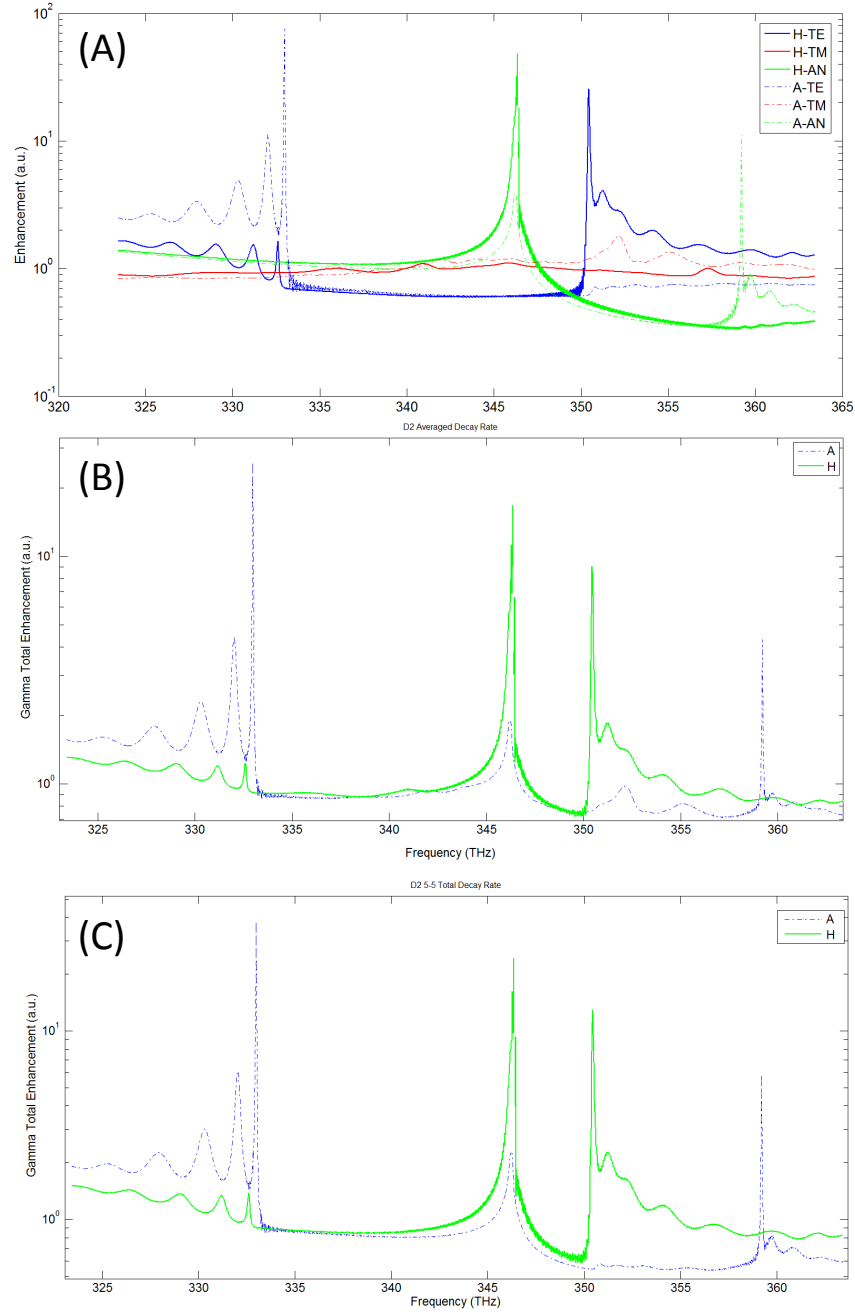 (A)
H-TE
H-TM
H-AN
A-TE
A-TM
A-AN
Enhancement (a.u.)
10^2
10^1
10^0
10^-1
320 325 330 335 340 345 350 355 360 365
D2 Averaged Decay Rate
(B)
A
H
Gamma Total Enhancement (a.u.)
10^1
10^0
325 330 335 340 345 350 355 360
Frequency (THz)
D2 5-5 Total Decay Rate
(C)
A
H
Gamma Total Enhancement (a.u.)
10^1
10^0
325 330 335 340 345 350 355 360
Frequency (THz)